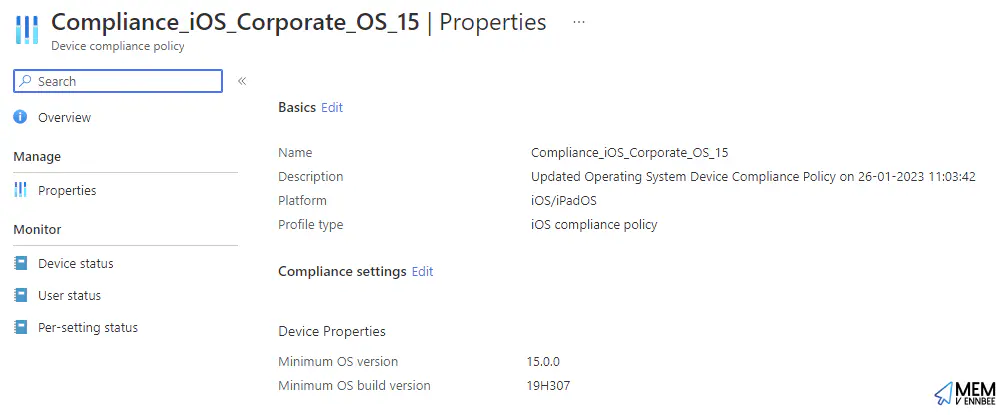 Compliance_iOS_Corporate_OS_15 | Properties ...
Device compliance policy
Search «
Overview
Manage
Properties
Monitor
Device status
User status
Per-setting status
Basics Edit
Name Compliance_iOS_Corporate_OS_15
Description Updated Operating System Device Compliance Policy on 26-01-2023 11:03:42
Platform iOS/iPadOS
Profile type iOS compliance policy
Compliance settings Edit
Device Properties
Minimum OS version 15.0.0
Minimum OS build version 19H307
MEM
V ENNBEE